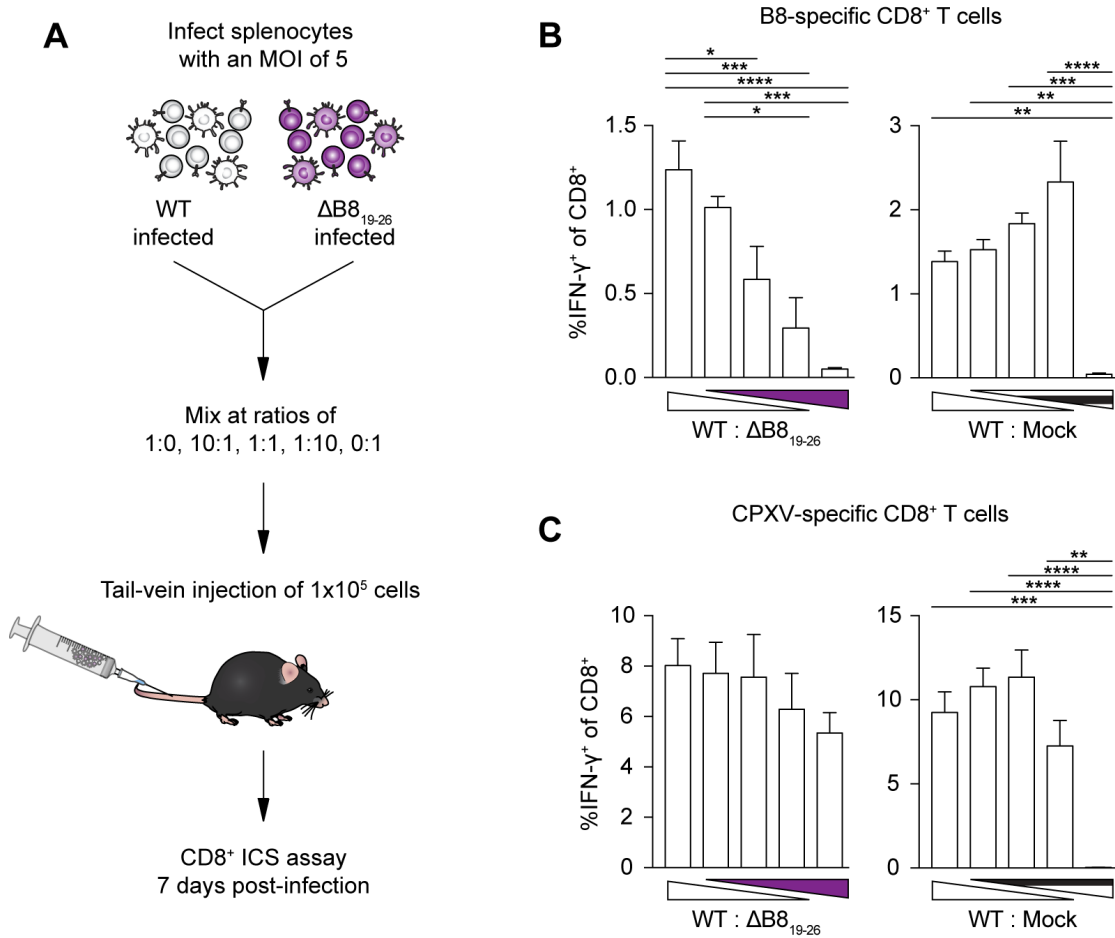 A
Infect splenocytes
with an MOI of 5
WT
infected
ΔB8₁₉₋₂₆
infected
Mix at ratios of
1:0, 10:1, 1:1, 1:10, 0:1
Tail-vein injection of 1x10⁵ cells
CD8⁺ ICS assay
7 days post-infection
B
B8-specific CD8⁺ T cells
*
***
****
***
*
%IFN-γ⁺ of CD8⁺
1.5
1.0
0.5
0.0
WT : ΔB8₁₉₋₂₆
****
***
**
**
3
2
1
0
WT : Mock
C
CPXV-specific CD8⁺ T cells
%IFN-γ⁺ of CD8⁺
10
8
6
4
2
0
WT : ΔB8₁₉₋₂₆
**
****
****
***
15
10
5
0
WT : Mock